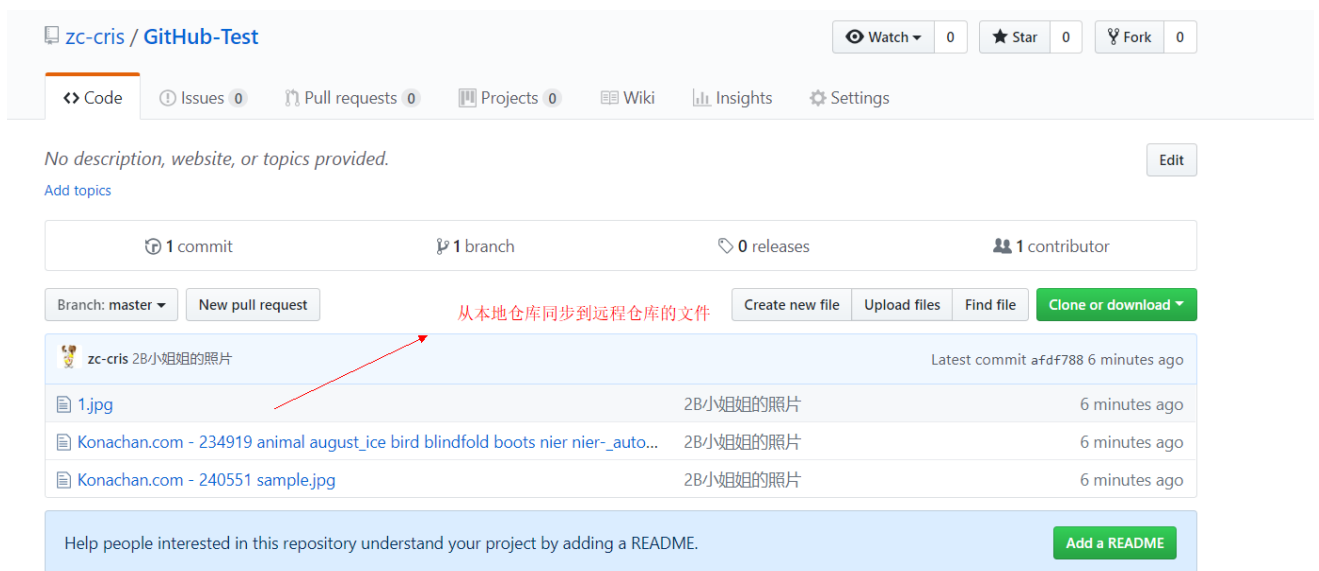 zc-cris / GitHub-Test
Watch 0 Star 0 Fork 0
Code Issues 0 Pull requests 0 Projects 0 Wiki Insights Settings
No description, website, or topics provided.
Edit
Add topics
1 commit 1 branch 0 releases 1 contributor
Branch: master New pull request 从本地仓库同步到远程仓库的文件 Create new file Upload files Find file Clone or download
zc-cris 2B小姐姐的照片 Latest commit afdf788 6 minutes ago
1.jpg 2B小姐姐的照片 6 minutes ago
Konachan.com - 234919 animal august_ice bird blindfold boots nier nier-_auto... 2B小姐姐的照片 6 minutes ago
Konachan.com - 240551 sample.jpg 2B小姐姐的照片 6 minutes ago
Help people interested in this repository understand your project by adding a README. Add a README